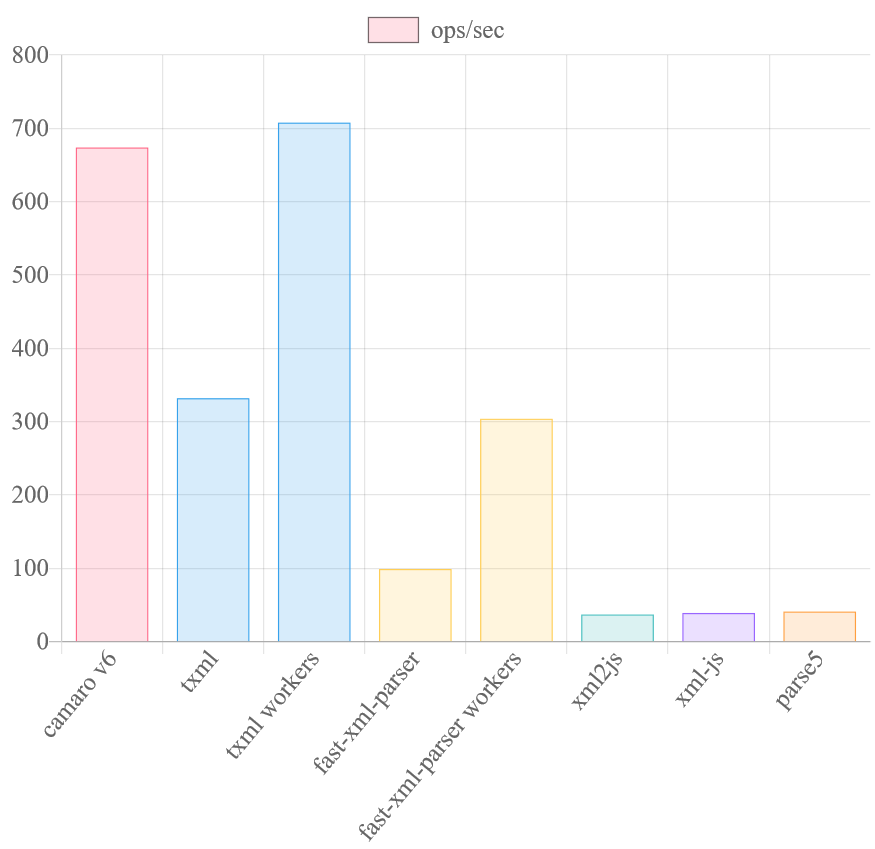 ops/sec
800
700
600
500
400
300
200
100
0
camaro v6
txml
txml workers
fast-xml-parser
fast-xml-parser workers
xml2js
xml-js
parse5